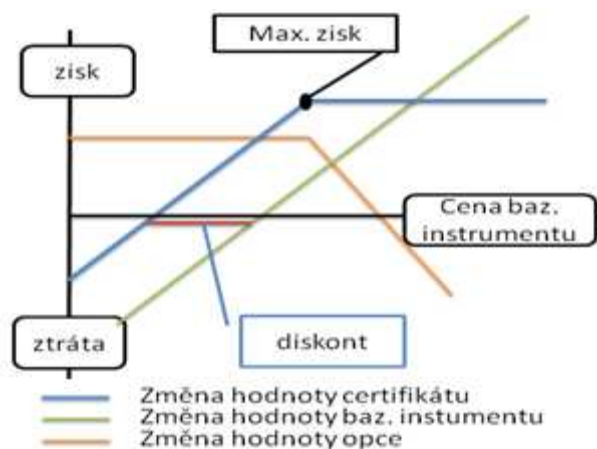 Max. zisk
zisk
Cena baz.
instrumentu
ztráta
diskont
Změna hodnoty certifikátu
Změna hodnoty baz. instumentu
Změna hodnoty opce